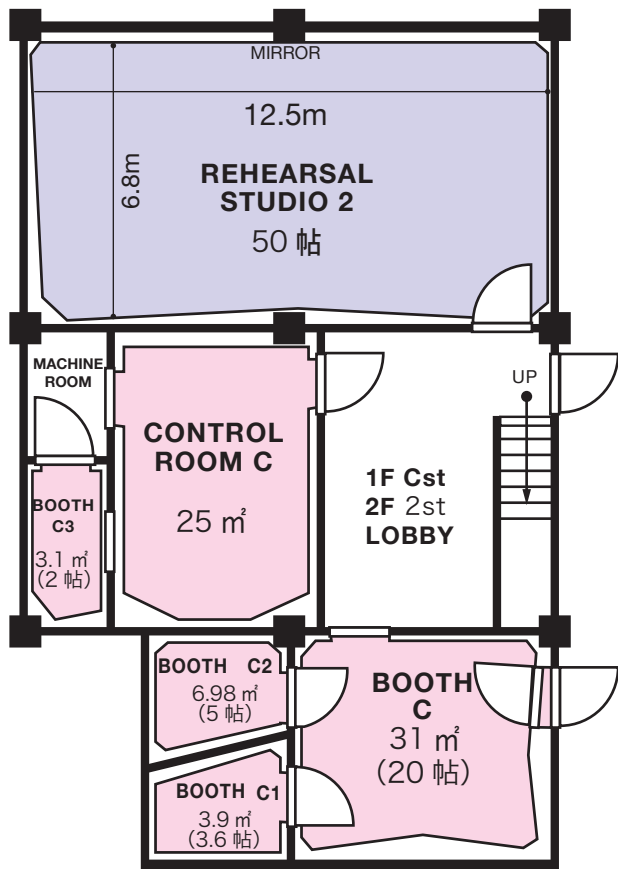 MIRROR
12.5m
6.8m
REHEARSAL
STUDIO 2
50 帖
MACHINE
ROOM
CONTROL
ROOM C
25 ㎡
UP
1F Cst
2F 2st
LOBBY
BOOTH
C3
3.1 ㎡
(2 帖)
BOOTH C2
6.98 ㎡
(5 帖)
BOOTH
C
31 ㎡
(20 帖)
BOOTH C1
3.9 ㎡
(3.6 帖)